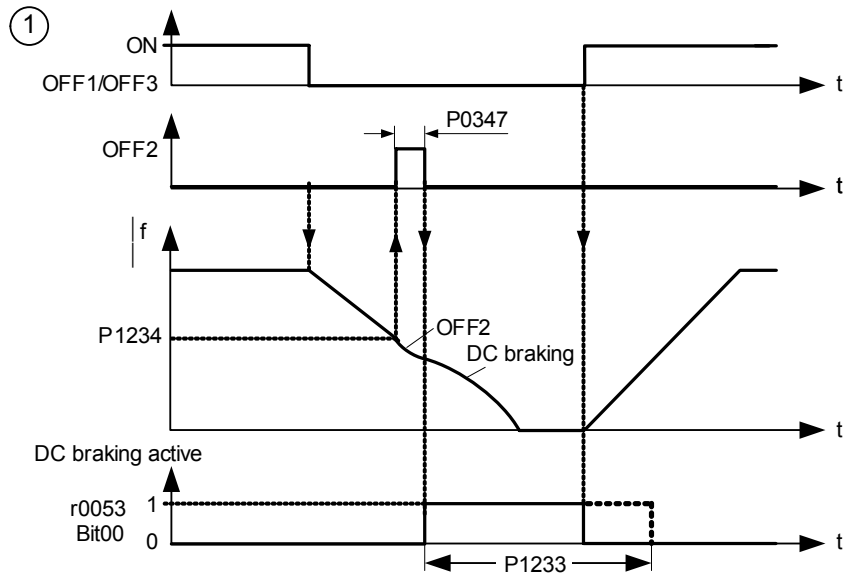 1
ON
OFF1/OFF3
t
P0347
OFF2
t
f
P1234
OFF2
DC braking
t
DC braking active
r0053
Bit00
1
0
t
P1233